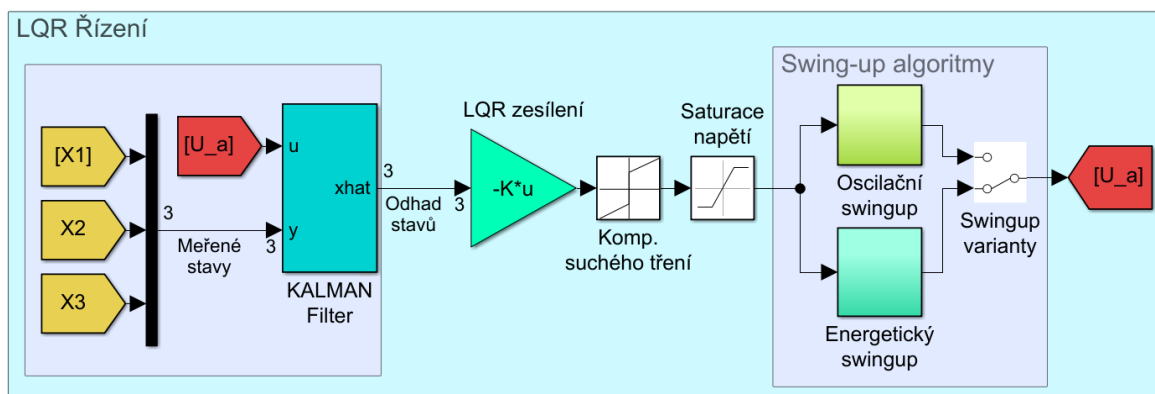 LQR Řízení
[X1]
X2
X3
3
Meřené
stavy
[U_a]
u
y
3
xhat
KALMAN
Filter
3
Odhad
stavů
3
LQR zesílení
-K*u
Komp.
suchého tření
Saturace
napětí
Swing-up algoritmy
Oscilační
swingup
Energetický
swingup
Swingup
varianty
[U_a]